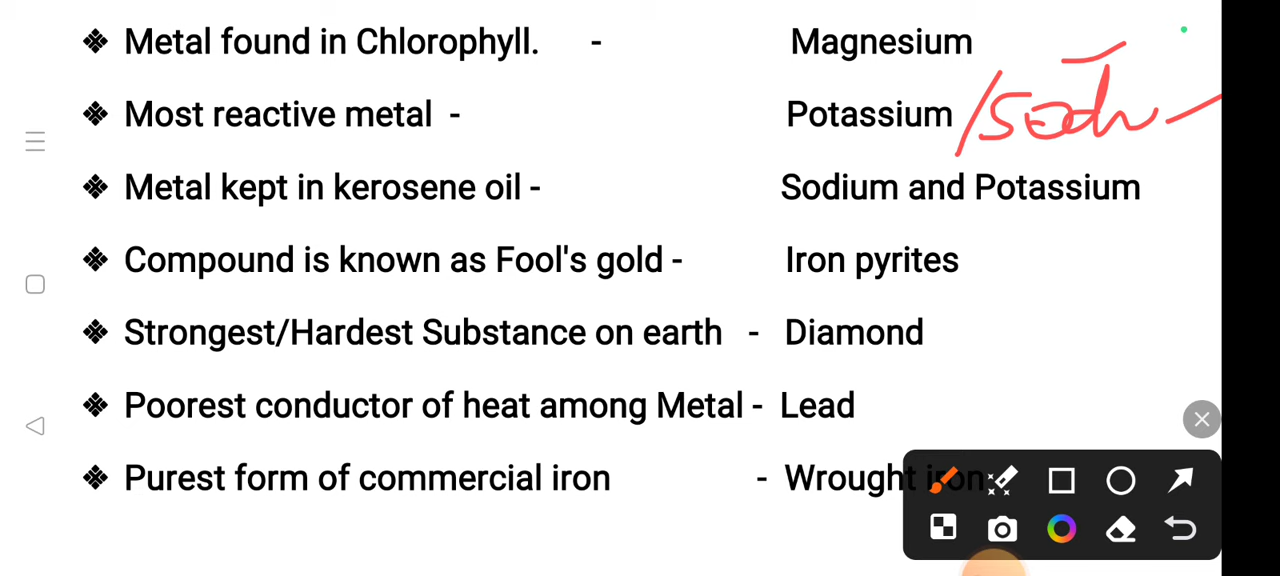 ❖ Metal found in Chlorophyll. - Magnesium
❖ Most reactive metal - Potassium /Sodiu
❖ Metal kept in kerosene oil - Sodium and Potassium
❖ Compound is known as Fool's gold - Iron pyrites
❖ Strongest/Hardest Substance on earth - Diamond
❖ Poorest conductor of heat among Metal - Lead
❖ Purest form of commercial iron - Wrought iron